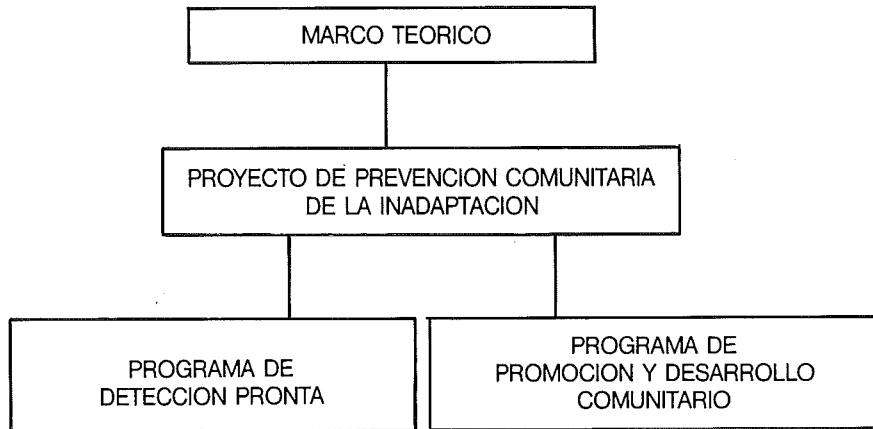 MARCO TEORICO
PROYECTO DE PREVENCION COMUNITARIA
DE LA INADAPTACION
PROGRAMA DE
DETECCION PRONTA
PROGRAMA DE
PROMOCION Y DESARROLLO
COMUNITARIO